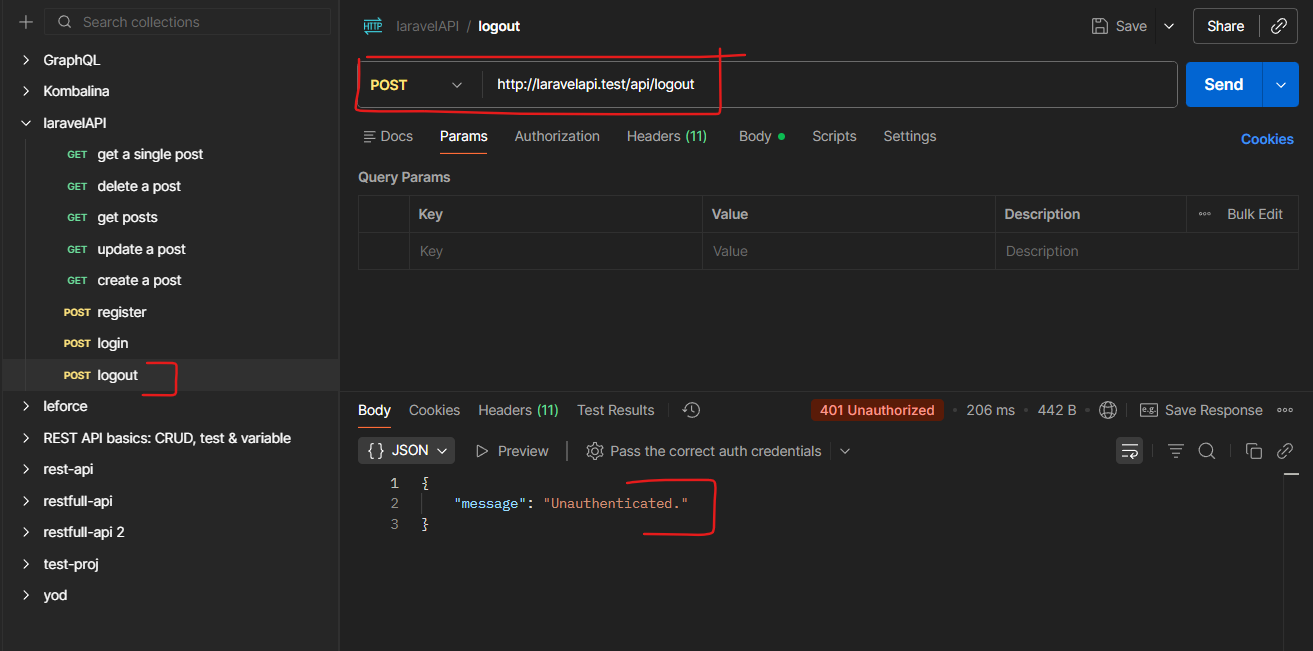 Search collections
GraphQL
Kombalina
laravelAPI
GET get a single post
GET delete a post
GET get posts
GET update a post
GET create a post
POST register
POST login
POST logout
leforce
REST API basics: CRUD, test & variable
rest-api
restfull-api
restfull-api 2
test-proj
yod
HTTP laravelAPI / logout
Save
Share
POST http://laravelapi.test/api/logout
Send
Docs Params Authorization Headers (11) Body Scripts Settings
Cookies
Query Params
Key Value Description Bulk Edit
Key Value Description
Body Cookies Headers (11) Test Results
401 Unauthorized 206 ms 442 B e.g. Save Response
{} JSON Preview Pass the correct auth credentials
1 {
2 "message": "Unauthenticated."
3 }